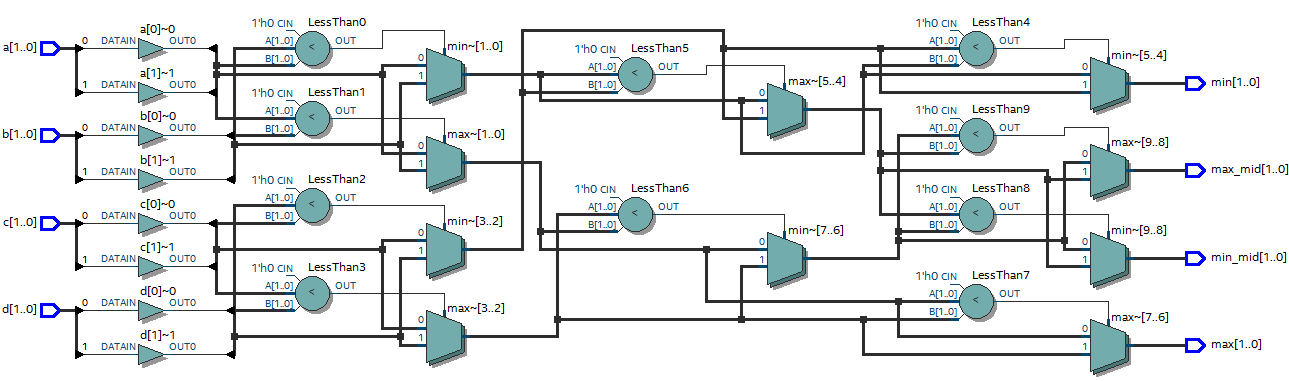 a[1..0]
0 DATAIN a[0]~0 OUT0
1 DATAIN a[1]~1 OUT0
b[1..0]
0 DATAIN b[0]~0 OUT0
1 DATAIN b[1]~1 OUT0
c[1..0]
0 DATAIN c[0]~0 OUT0
1 DATAIN c[1]~1 OUT0
d[1..0]
0 DATAIN d[0]~0 OUT0
1 DATAIN d[1]~1 OUT0
LessThan0
1'h0 CIN
A[1..0] < OUT
B[1..0]
LessThan1
1'h0 CIN
A[1..0] < OUT
B[1..0]
LessThan2
1'h0 CIN
A[1..0] < OUT
B[1..0]
LessThan3
1'h0 CIN
A[1..0] < OUT
B[1..0]
min~[1..0]
0
1
max~[1..0]
0
1
min~[3..2]
0
1
max~[3..2]
0
1
LessThan5
1'h0 CIN
A[1..0] < OUT
B[1..0]
LessThan6
1'h0 CIN
A[1..0] < OUT
B[1..0]
max~[5..4]
0
1
min~[7..6]
0
1
LessThan4
1'h0 CIN
A[1..0] < OUT
B[1..0]
LessThan9
1'h0 CIN
A[1..0] < OUT
B[1..0]
LessThan8
1'h0 CIN
A[1..0] < OUT
B[1..0]
LessThan7
1'h0 CIN
A[1..0] < OUT
B[1..0]
min~[5..4]
0
1
max~[9..8]
0
1
min~[9..8]
0
1
max~[7..6]
0
1
min[1..0]
max_mid[1..0]
min_mid[1..0]
max[1..0]